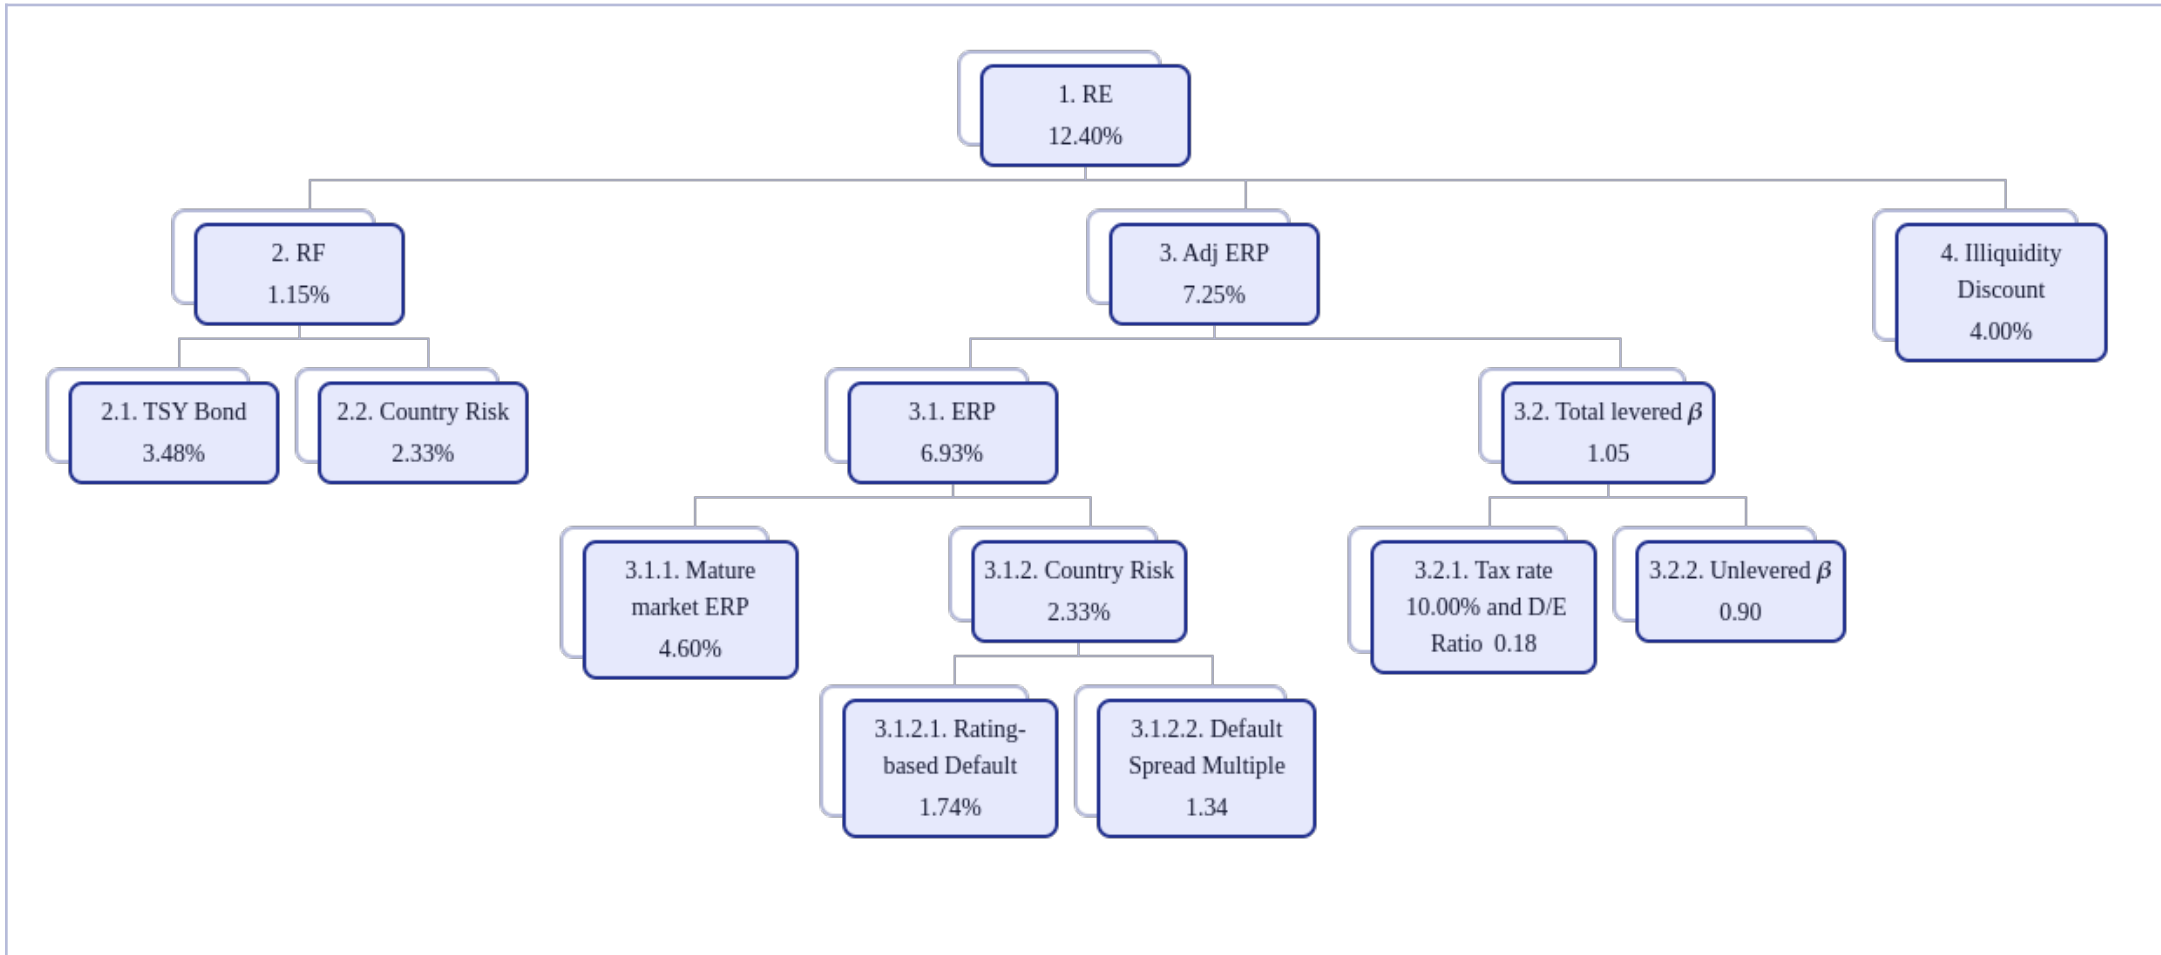 1. RE
12.40%
2. RF
1.15%
3. Adj ERP
7.25%
4. Illiquidity
Discount
4.00%
2.1. TSY Bond
3.48%
2.2. Country Risk
2.33%
3.1. ERP
6.93%
3.2. Total levered β
1.05
3.1.1. Mature
market ERP
4.60%
3.1.2. Country Risk
2.33%
3.2.1. Tax rate
10.00% and D/E
Ratio 0.18
3.2.2. Unlevered β
0.90
3.1.2.1. Rating-
based Default
1.74%
3.1.2.2. Default
Spread Multiple
1.34